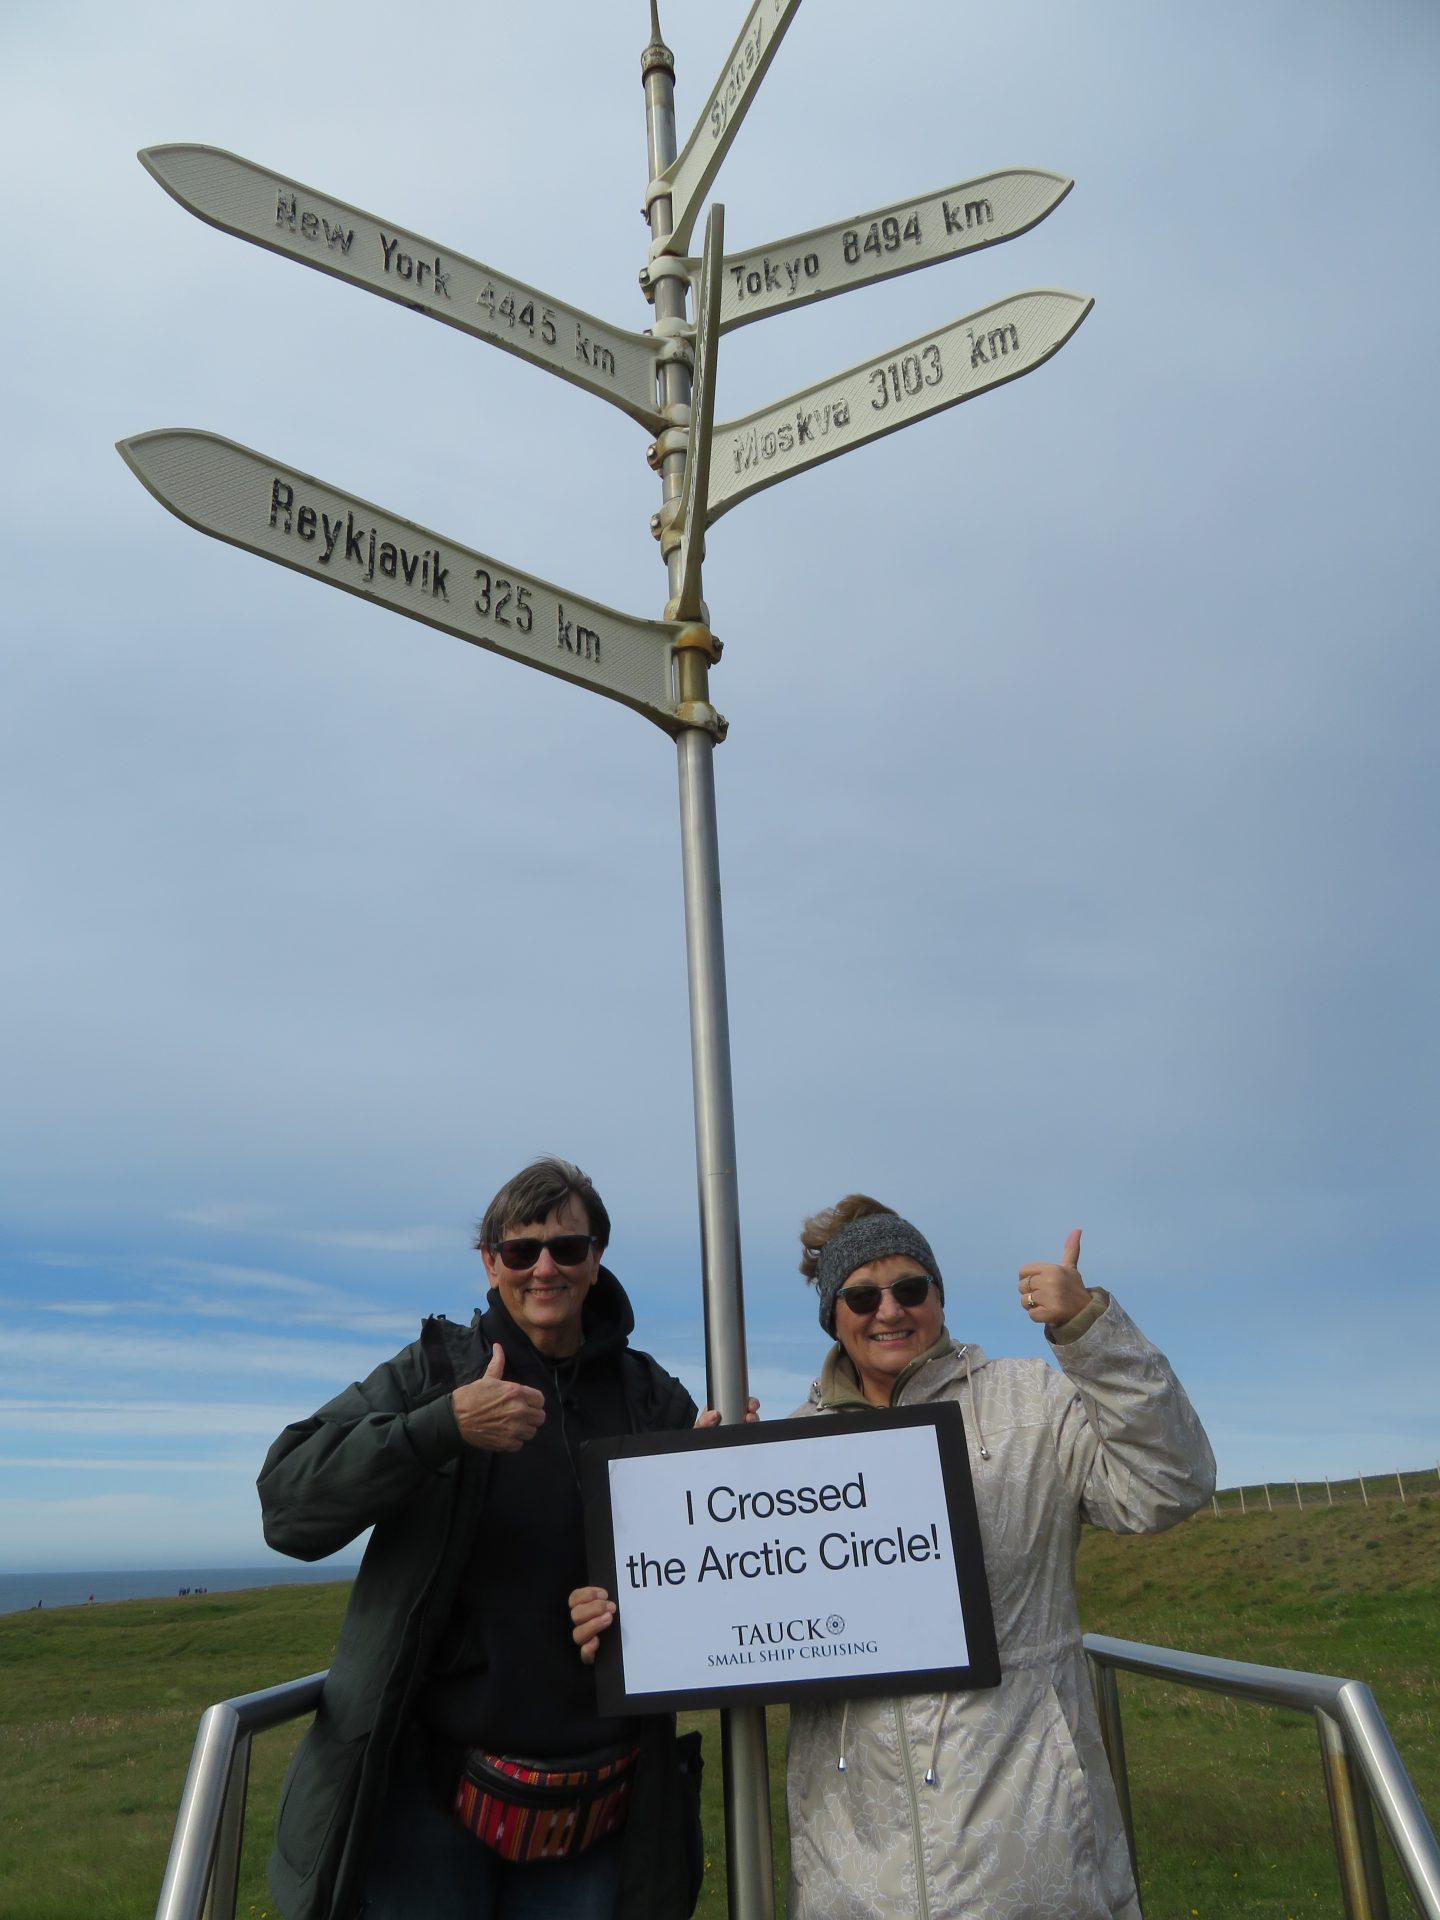 Sydney
Tokyo 8494 km
New York 4445 km
Moskva 3103 km
Reykjavík 325 km
I Crossed
the Arctic Circle!
TAUCK
SMALL SHIP CRUISING